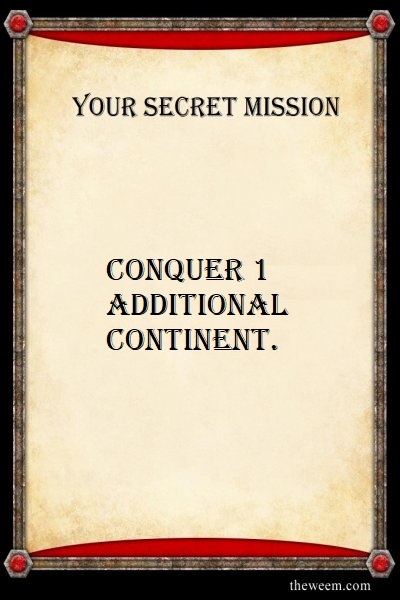 YOUR SECRET MISSION
CONQUER 1
ADDITIONAL
CONTINENT.
theweem.com